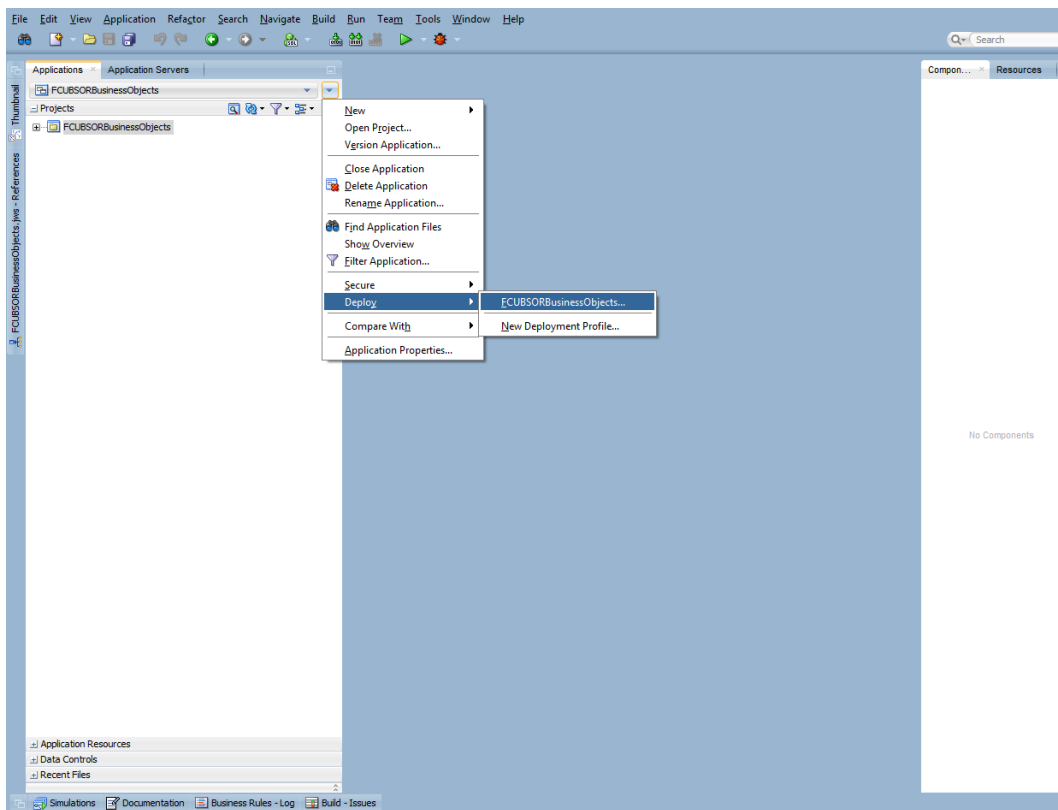 File Edit View Application Refactor Search Navigate Build Run Team Tools Window Help
Search
Applications Application Servers
Compon... Resources
FCUBSORBusinessObjects
Projects
FCUBSORBusinessObjects
Thumbnail
FCUBSORBusinessObjects.jws - References
New
Open Project...
Version Application...
Close Application
Delete Application
Rename Application...
Find Application Files
Show Overview
Filter Application...
Secure
Deploy
Compare With
Application Properties...
FCUBSORBusinessObjects...
New Deployment Profile...
No Components
Application Resources
Data Controls
Recent Files
Simulations Documentation Business Rules - Log Build - Issues